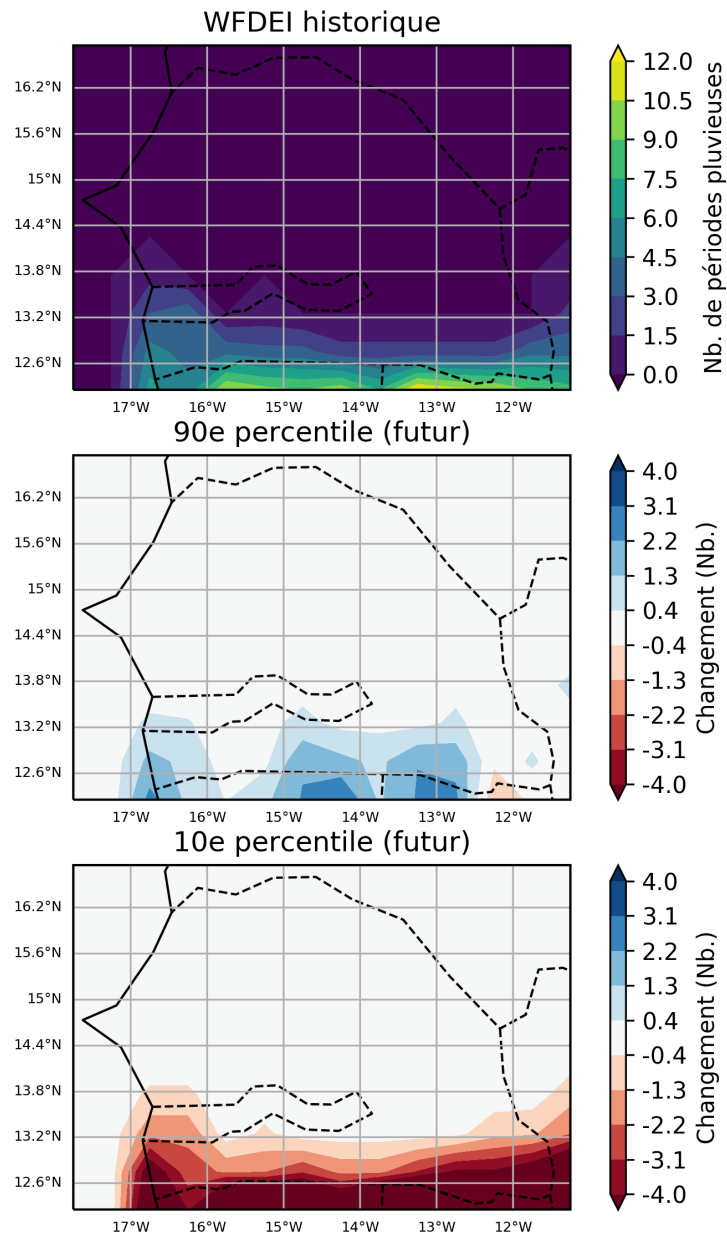 WFDEI historique
16.2°N
15.6°N
15°N
14.4°N
13.8°N
13.2°N
12.6°N
17°W 16°W 15°W 14°W 13°W 12°W
12.0
10.5
9.0
7.5
6.0
4.5
3.0
1.5
0.0
Nb. de périodes pluvieuses
90e percentile (futur)
16.2°N
15.6°N
15°N
14.4°N
13.8°N
13.2°N
12.6°N
17°W 16°W 15°W 14°W 13°W 12°W
4.0
3.1
2.2
1.3
0.4
-0.4
-1.3
-2.2
-3.1
-4.0
Changement (Nb.)
10e percentile (futur)
16.2°N
15.6°N
15°N
14.4°N
13.8°N
13.2°N
12.6°N
17°W 16°W 15°W 14°W 13°W 12°W
4.0
3.1
2.2
1.3
0.4
-0.4
-1.3
-2.2
-3.1
-4.0
Changement (Nb.)